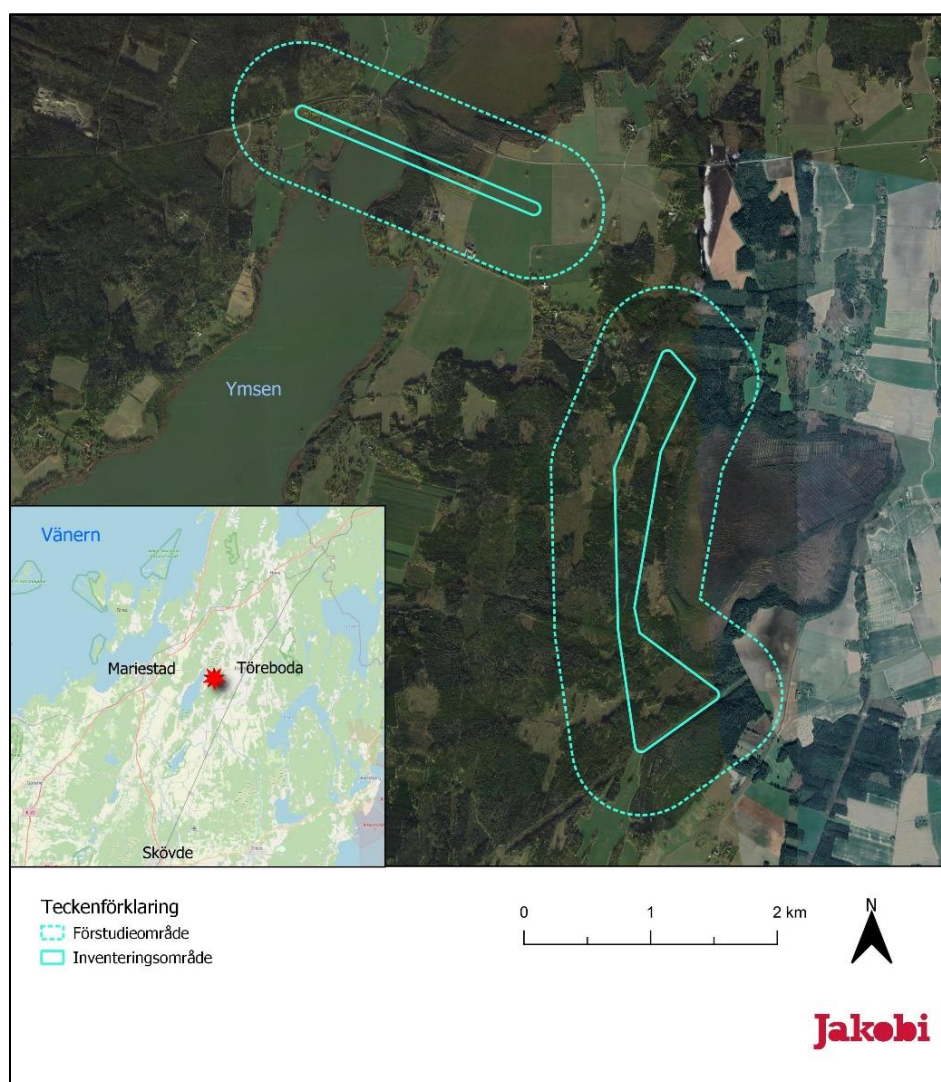 Ymsen
Vänern
Mariestad
Töreboda
Skövde
Teckenförklaring
Förstudieområde
Inventeringsområde
0 1 2 km
N
Jakobi